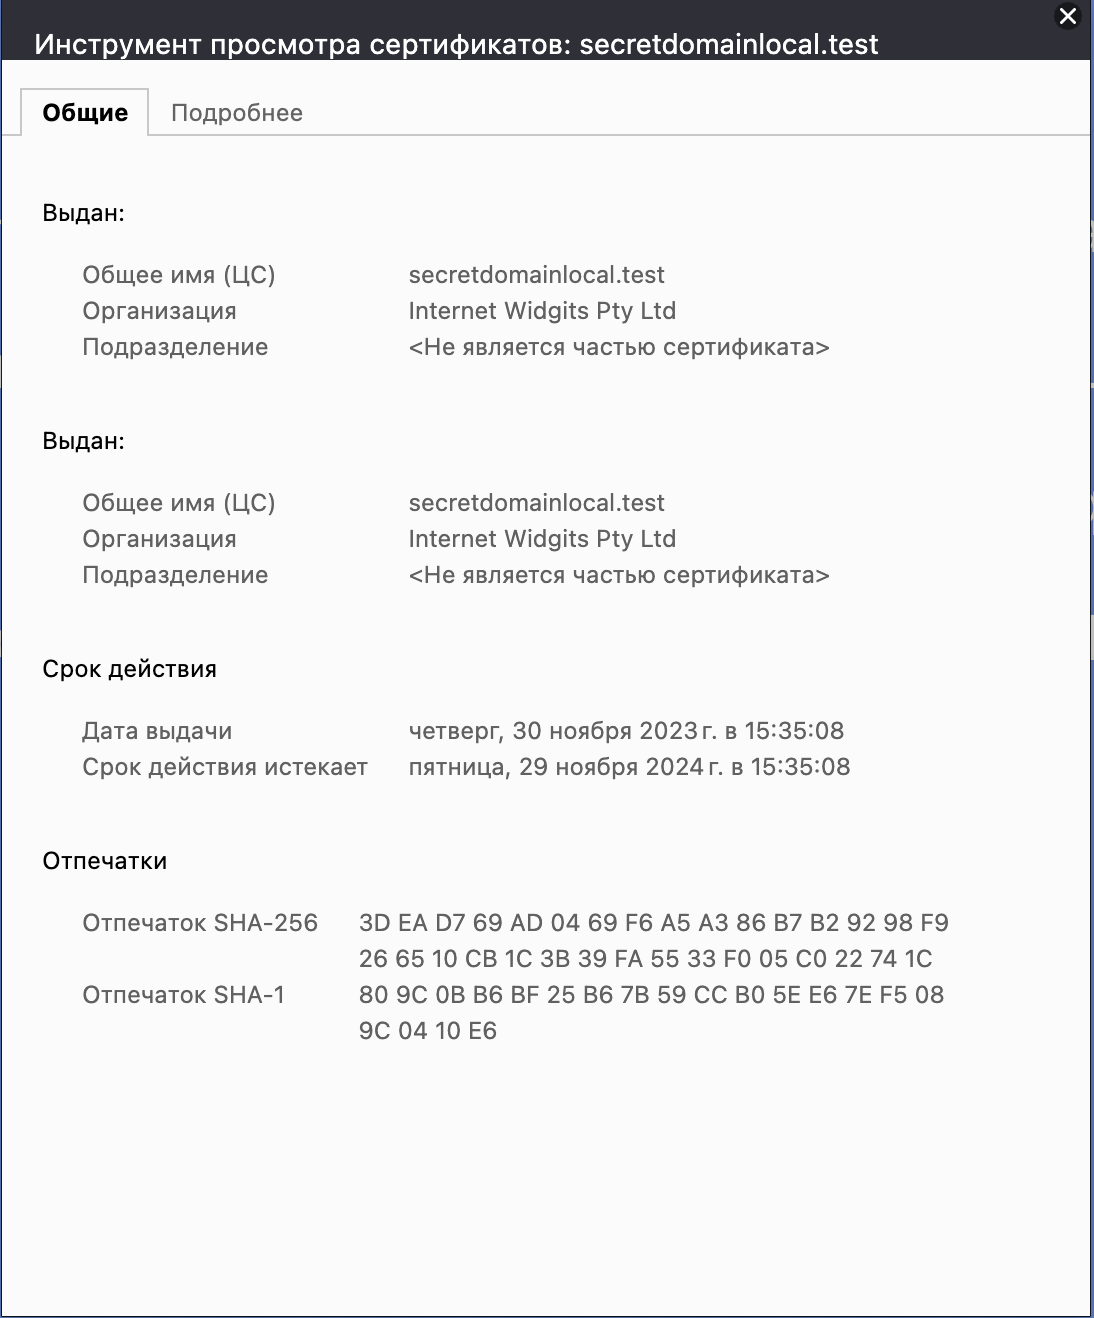 Инструмент просмотра сертификатов: secretdomainlocal.test
Общие Подробнее
Выдан:
Общее имя (ЦС) secretdomainlocal.test
Организация Internet Widgits Pty Ltd
Подразделение <Не является частью сертификата>
Выдан:
Общее имя (ЦС) secretdomainlocal.test
Организация Internet Widgits Pty Ltd
Подразделение <Не является частью сертификата>
Срок действия
Дата выдачи четверг, 30 ноября 2023 г. в 15:35:08
Срок действия истекает пятница, 29 ноября 2024 г. в 15:35:08
Отпечатки
Отпечаток SHA-256 3D EA D7 69 AD 04 69 F6 A5 A3 86 B7 B2 92 98 F9
26 65 10 CB 1C 3B 39 FA 55 33 F0 05 C0 22 74 1C
Отпечаток SHA-1 80 9C 0B B6 BF 25 B6 7B 59 CC B0 5E E6 7E F5 08
9C 04 10 E6